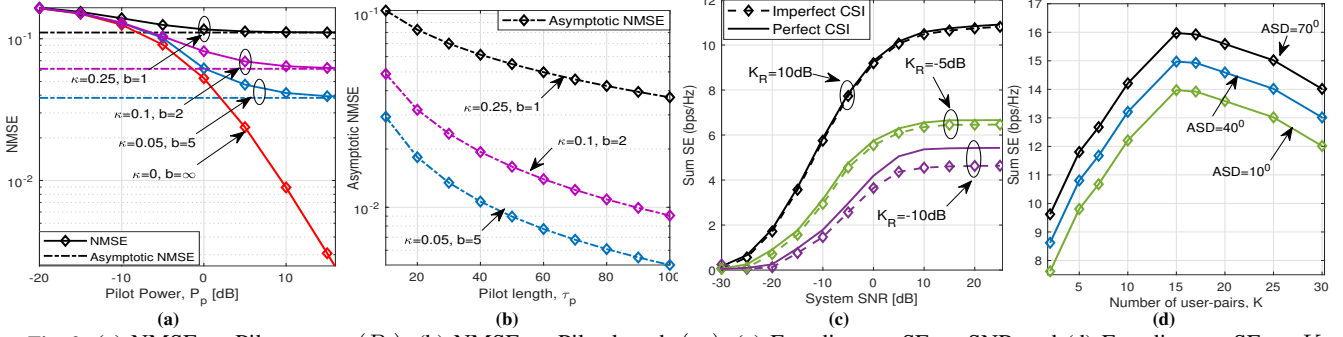 NMSE
10^-1
10^-2
κ=0.25, b=1
κ=0.1, b=2
κ=0.05, b=5
κ=0, b=∞
NMSE
Asymptotic NMSE
-20
-10
0
10
Pilot Power, P_p [dB]
(a)
Asymptotic NMSE
10^-1
10^-2
Asymptotic NMSE
κ=0.25, b=1
κ=0.1, b=2
κ=0.05, b=5
20
40
60
80
100
Pilot length, τ_p
(b)
Sum SE (bps/Hz)
12
10
8
6
4
2
0
Imperfect CSI
Perfect CSI
K_R=10dB
K_R=-5dB
K_R=-10dB
-30
-20
-10
0
10
20
System SNR [dB]
(c)
Sum SE (bps/Hz)
17
16
15
14
13
12
11
10
9
8
ASD=70^0
ASD=40^0
ASD=10^0
5
10
15
20
25
30
Number of user-pairs, K
(d)